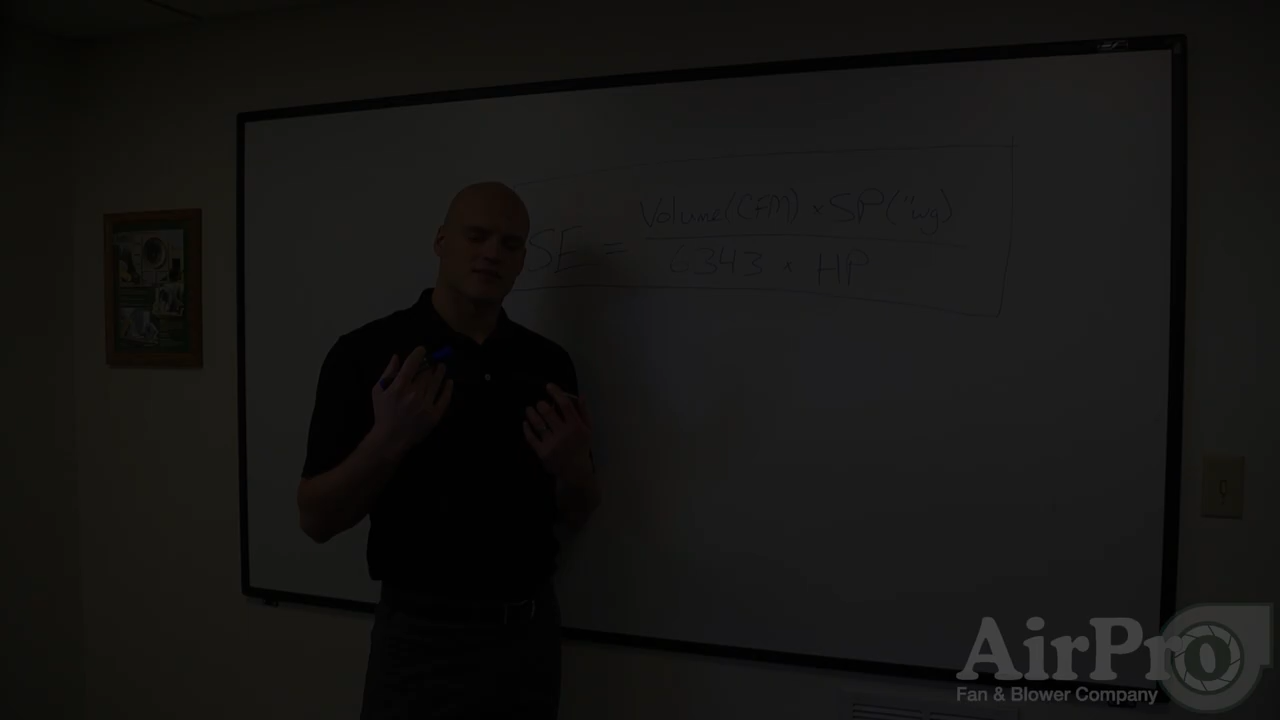 Volume(CFM) × SP("wg)
SE =
6343 · HP
AirPro
Fan & Blower Company